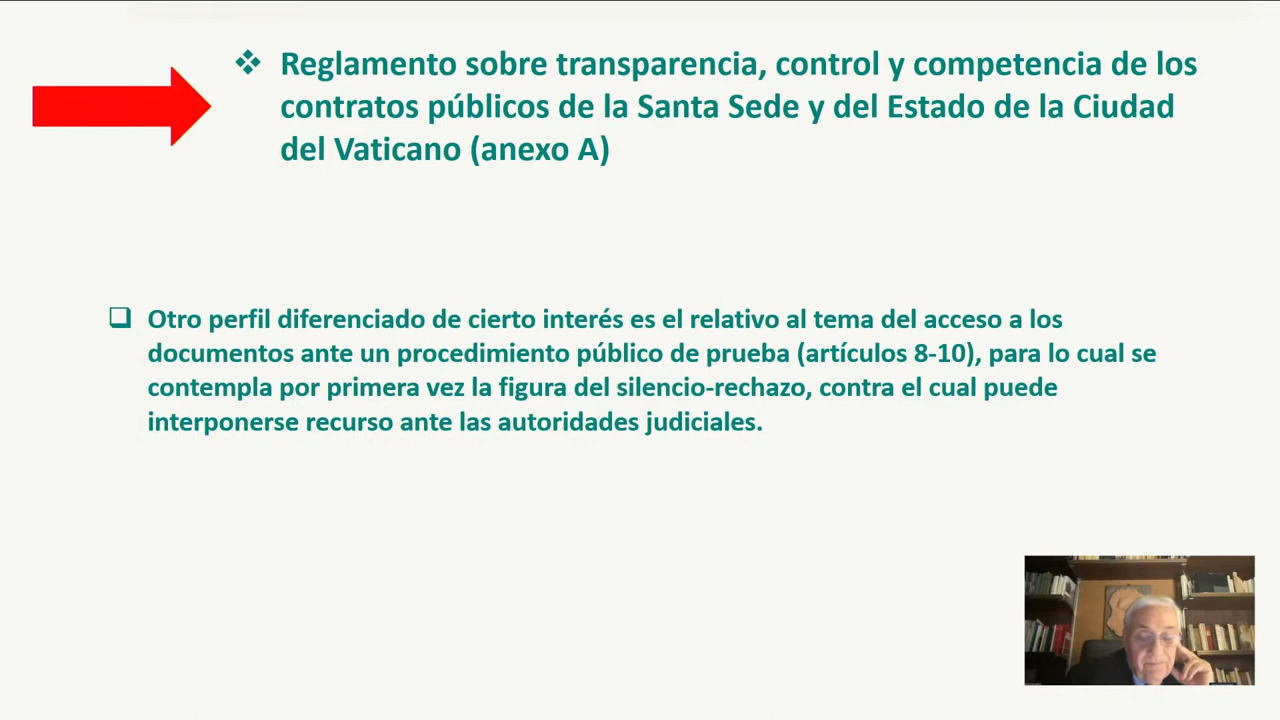 Reglamento sobre transparencia, control y competencia de los
contratos públicos de la Santa Sede y del Estado de la Ciudad
del Vaticano (anexo A)
Otro perfil diferenciado de cierto interés es el relativo al tema del acceso a los
documentos ante un procedimiento público de prueba (artículos 8-10), para lo cual se
contempla por primera vez la figura del silencio-rechazo, contra el cual puede
interponerse recurso ante las autoridades judiciales.